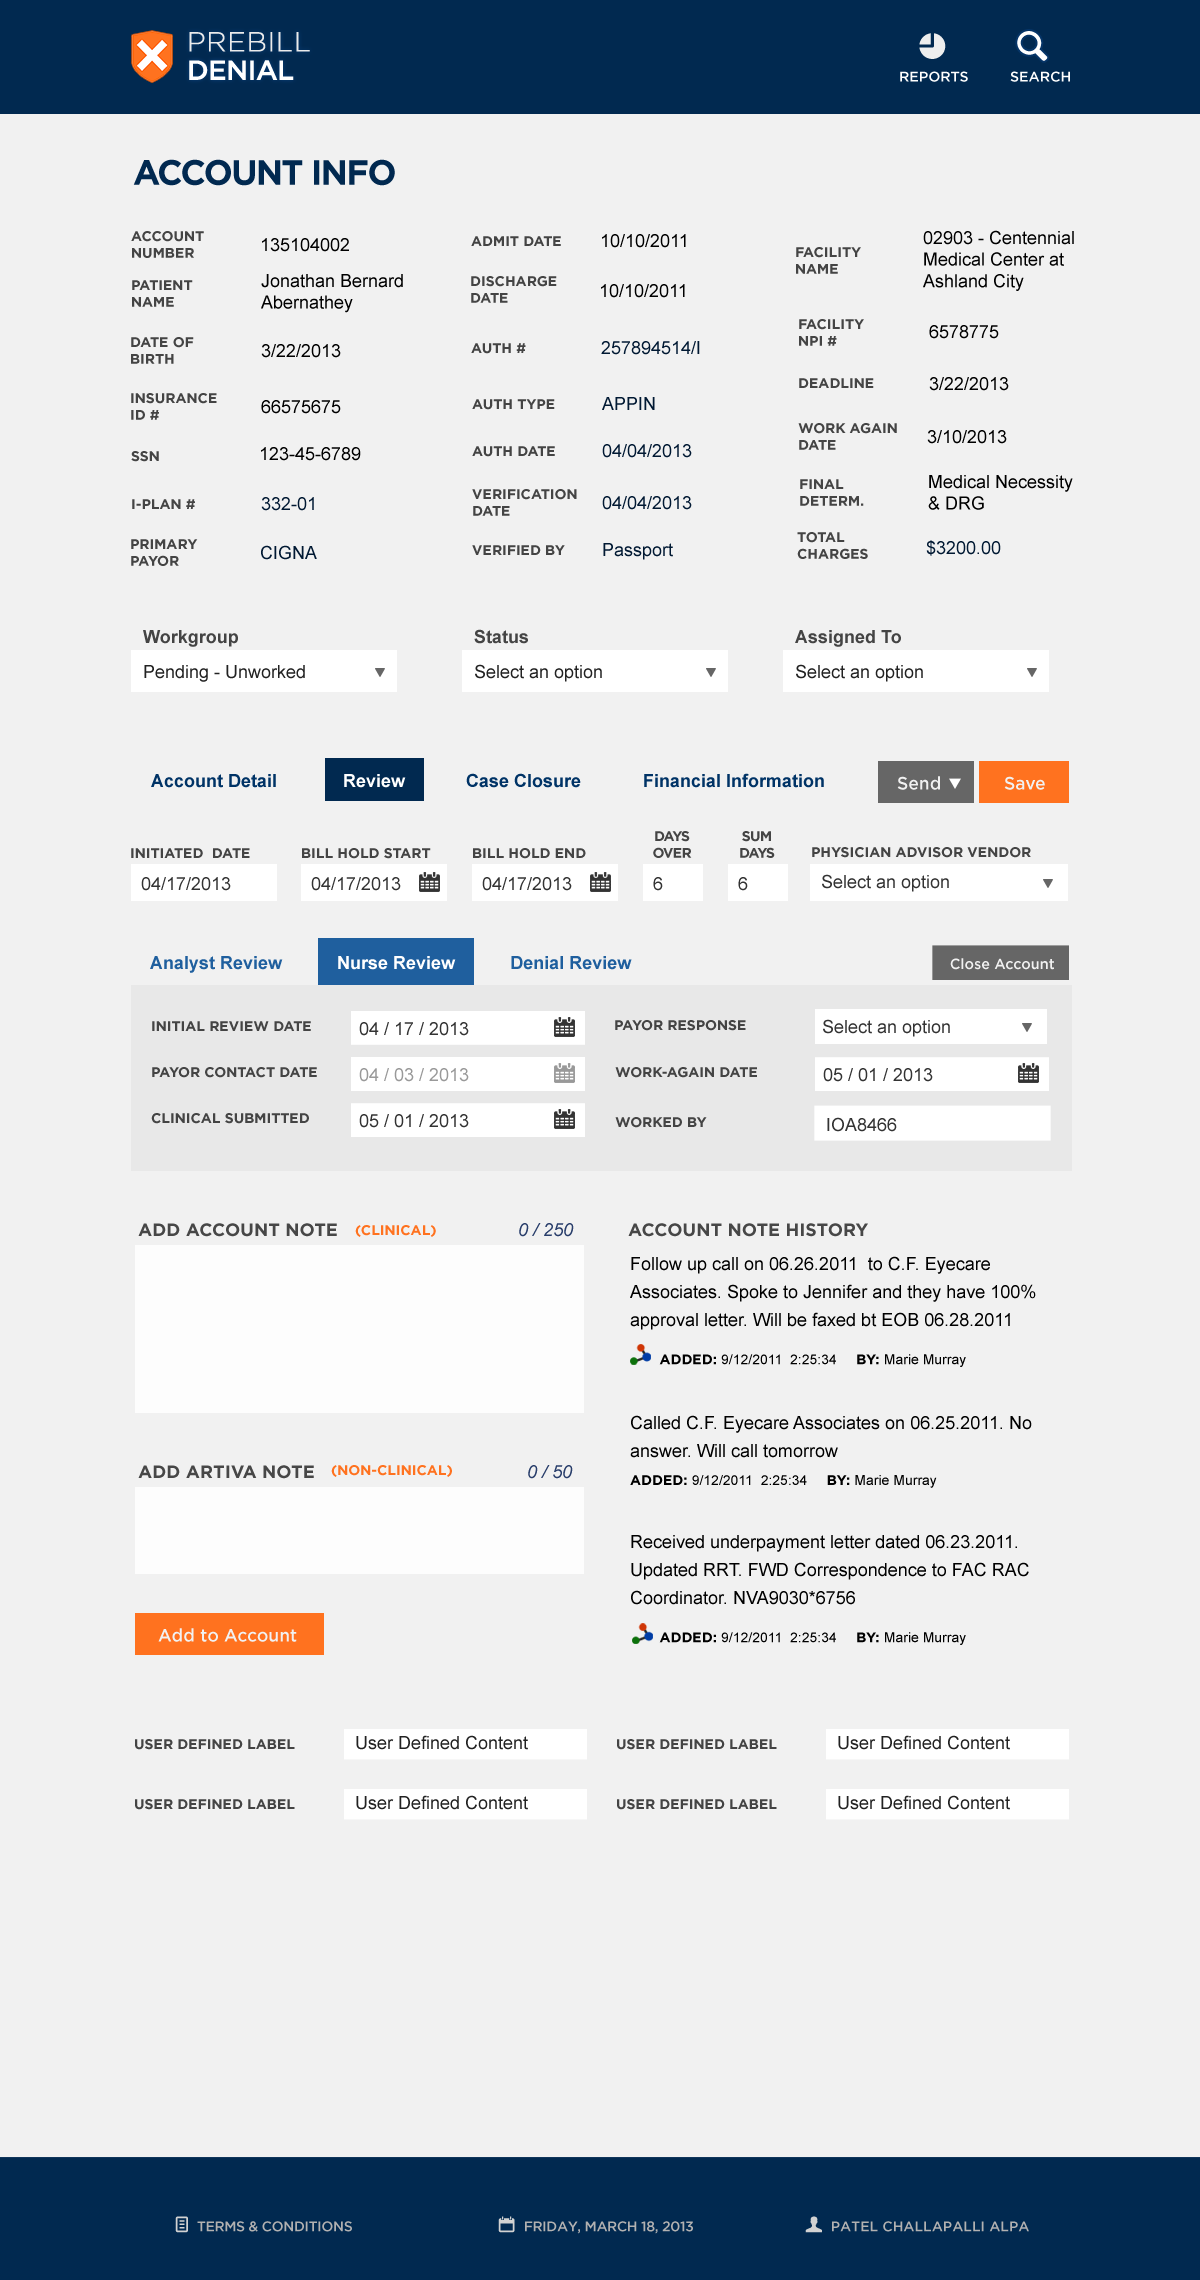 PREBILL
DENIAL
REPORTS
SEARCH
ACCOUNT INFO
ACCOUNT
NUMBER
135104002
PATIENT
NAME
Jonathan Bernard
Abernathey
DATE OF
BIRTH
3/22/2013
INSURANCE
ID #
66575675
SSN
123-45-6789
I-PLAN #
332-01
PRIMARY
PAYOR
CIGNA
ADMIT DATE
10/10/2011
DISCHARGE
DATE
10/10/2011
AUTH #
257894514/I
AUTH TYPE
APPIN
AUTH DATE
04/04/2013
VERIFICATION
DATE
04/04/2013
VERIFIED BY
Passport
FACILITY
NAME
02903 - Centennial
Medical Center at
Ashland City
FACILITY
NPI #
6578775
DEADLINE
3/22/2013
WORK AGAIN
DATE
3/10/2013
FINAL
DETERM.
Medical Necessity
& DRG
TOTAL
CHARGES
$3200.00
Workgroup
Pending - Unworked
Status
Select an option
Assigned To
Select an option
Account Detail
Review
Case Closure
Financial Information
Send
Save
INITIATED DATE
04/17/2013
BILL HOLD START
04/17/2013
BILL HOLD END
04/17/2013
DAYS
OVER
6
SUM
DAYS
6
PHYSICIAN ADVISOR VENDOR
Select an option
Analyst Review
Nurse Review
Denial Review
Close Account
INITIAL REVIEW DATE
04 / 17 / 2013
PAYOR CONTACT DATE
04 / 03 / 2013
CLINICAL SUBMITTED
05 / 01 / 2013
PAYOR RESPONSE
Select an option
WORK-AGAIN DATE
05 / 01 / 2013
WORKED BY
IOA8466
ADD ACCOUNT NOTE (CLINICAL) 0 / 250
ADD ARTIVA NOTE (NON-CLINICAL) 0 / 50
Add to Account
ACCOUNT NOTE HISTORY
Follow up call on 06.26.2011 to C.F. Eyecare
Associates. Spoke to Jennifer and they have 100%
approval letter. Will be faxed bt EOB 06.28.2011
ADDED: 9/12/2011 2:25:34 BY: Marie Murray
Called C.F. Eyecare Associates on 06.25.2011. No
answer. Will call tomorrow
ADDED: 9/12/2011 2:25:34 BY: Marie Murray
Received underpayment letter dated 06.23.2011.
Updated RRT. FWD Correspondence to FAC RAC
Coordinator. NVA9030*6756
ADDED: 9/12/2011 2:25:34 BY: Marie Murray
USER DEFINED LABEL
User Defined Content
USER DEFINED LABEL
User Defined Content
USER DEFINED LABEL
User Defined Content
USER DEFINED LABEL
User Defined Content
TERMS & CONDITIONS
FRIDAY, MARCH 18, 2013
PATEL CHALLAPALLI ALPA